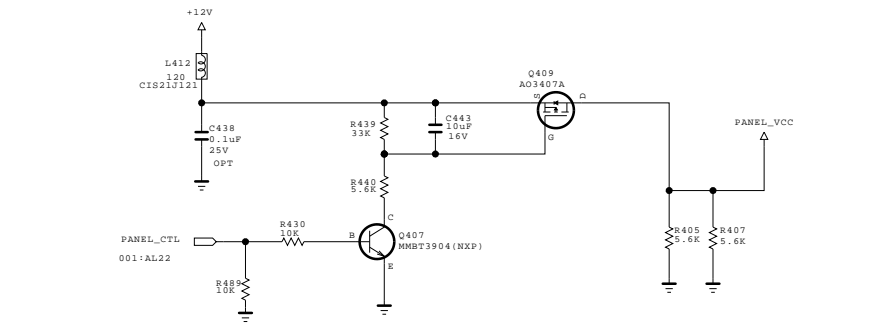 +12V
L412
120
CIS21J121
C438
0.1uF
25V
OPT
R439
33K
C443
10uF
16V
Q409
AO3407A
S
D
G
PANEL_VCC
R440
5.6K
C
B
E
Q407
MMBT3904(NXP)
R430
10K
PANEL_CTL
001:AL22
R489
10K
R405
5.6K
R407
5.6K